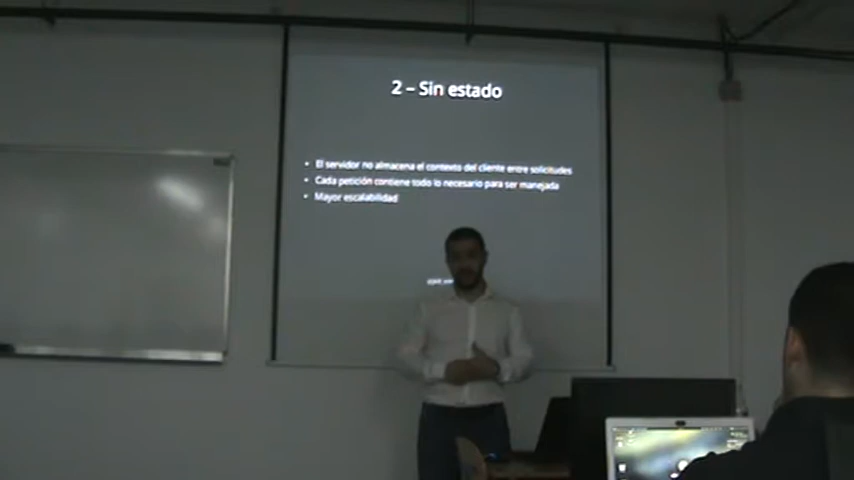 2 – Sin estado
• El servidor no almacena el contexto del cliente entre solicitudes
• Cada petición contiene todo lo necesario para ser manejada
• Mayor escalabilidad